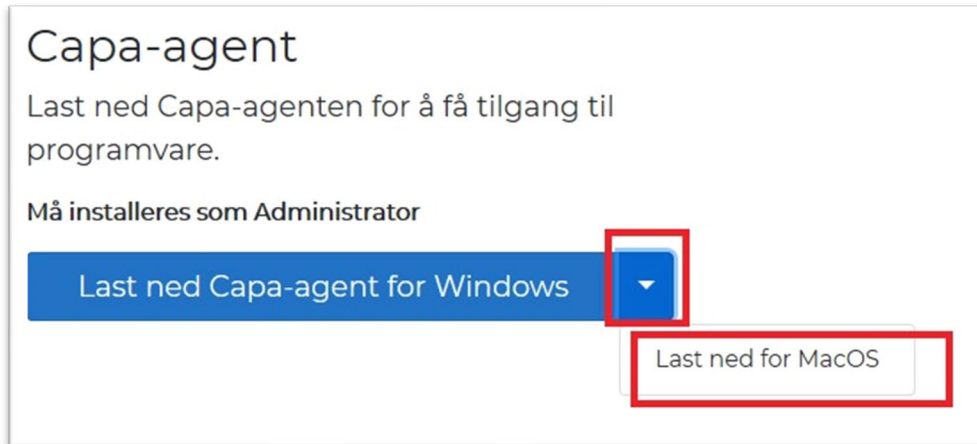 Capa-agent
Last ned Capa-agenten for å få tilgang til
programvare.
Må installeres som Administrator
Last ned Capa-agent for Windows
Last ned for MacOS